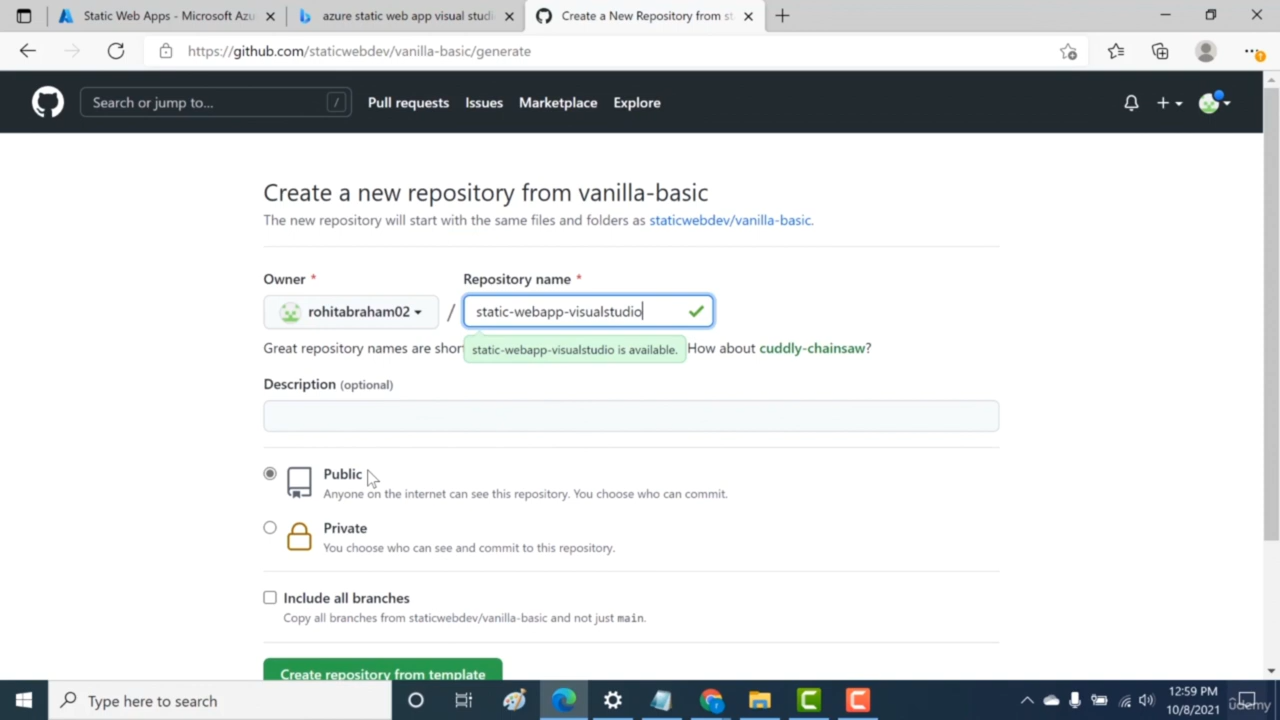 Static Web Apps - Microsoft Azu
azure static web app visual studi
Create a New Repository from st
https://github.com/staticwebdev/vanilla-basic/generate
Search or jump to...
/
Pull requests
Issues
Marketplace
Explore
Create a new repository from vanilla-basic
The new repository will start with the same files and folders as staticwebdev/vanilla-basic.
Owner *
Repository name *
rohitabraham02
/
static-webapp-visualstudio
Great repository names are shor
static-webapp-visualstudio is available.
How about cuddly-chainsaw?
Description (optional)
Public
Anyone on the internet can see this repository. You choose who can commit.
Private
You choose who can see and commit to this repository.
Include all branches
Copy all branches from staticwebdev/vanilla-basic and not just main.
Create repository from template
Type here to search
12:59 PM
10/8/2021
udemy